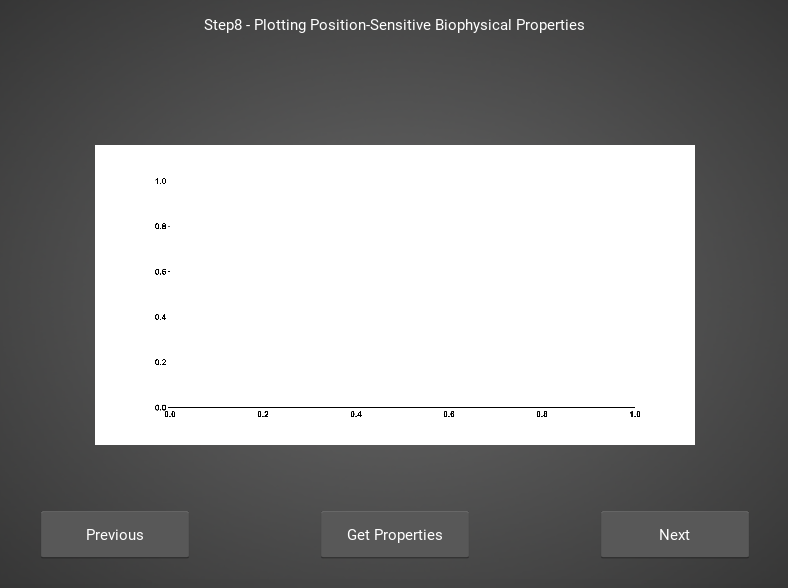 Step8 - Plotting Position-Sensitive Biophysical Properties
1.0
0.8
0.6
0.4
0.2
0.0
0.0 0.2 0.4 0.6 0.8 1.0
Previous Get Properties Next